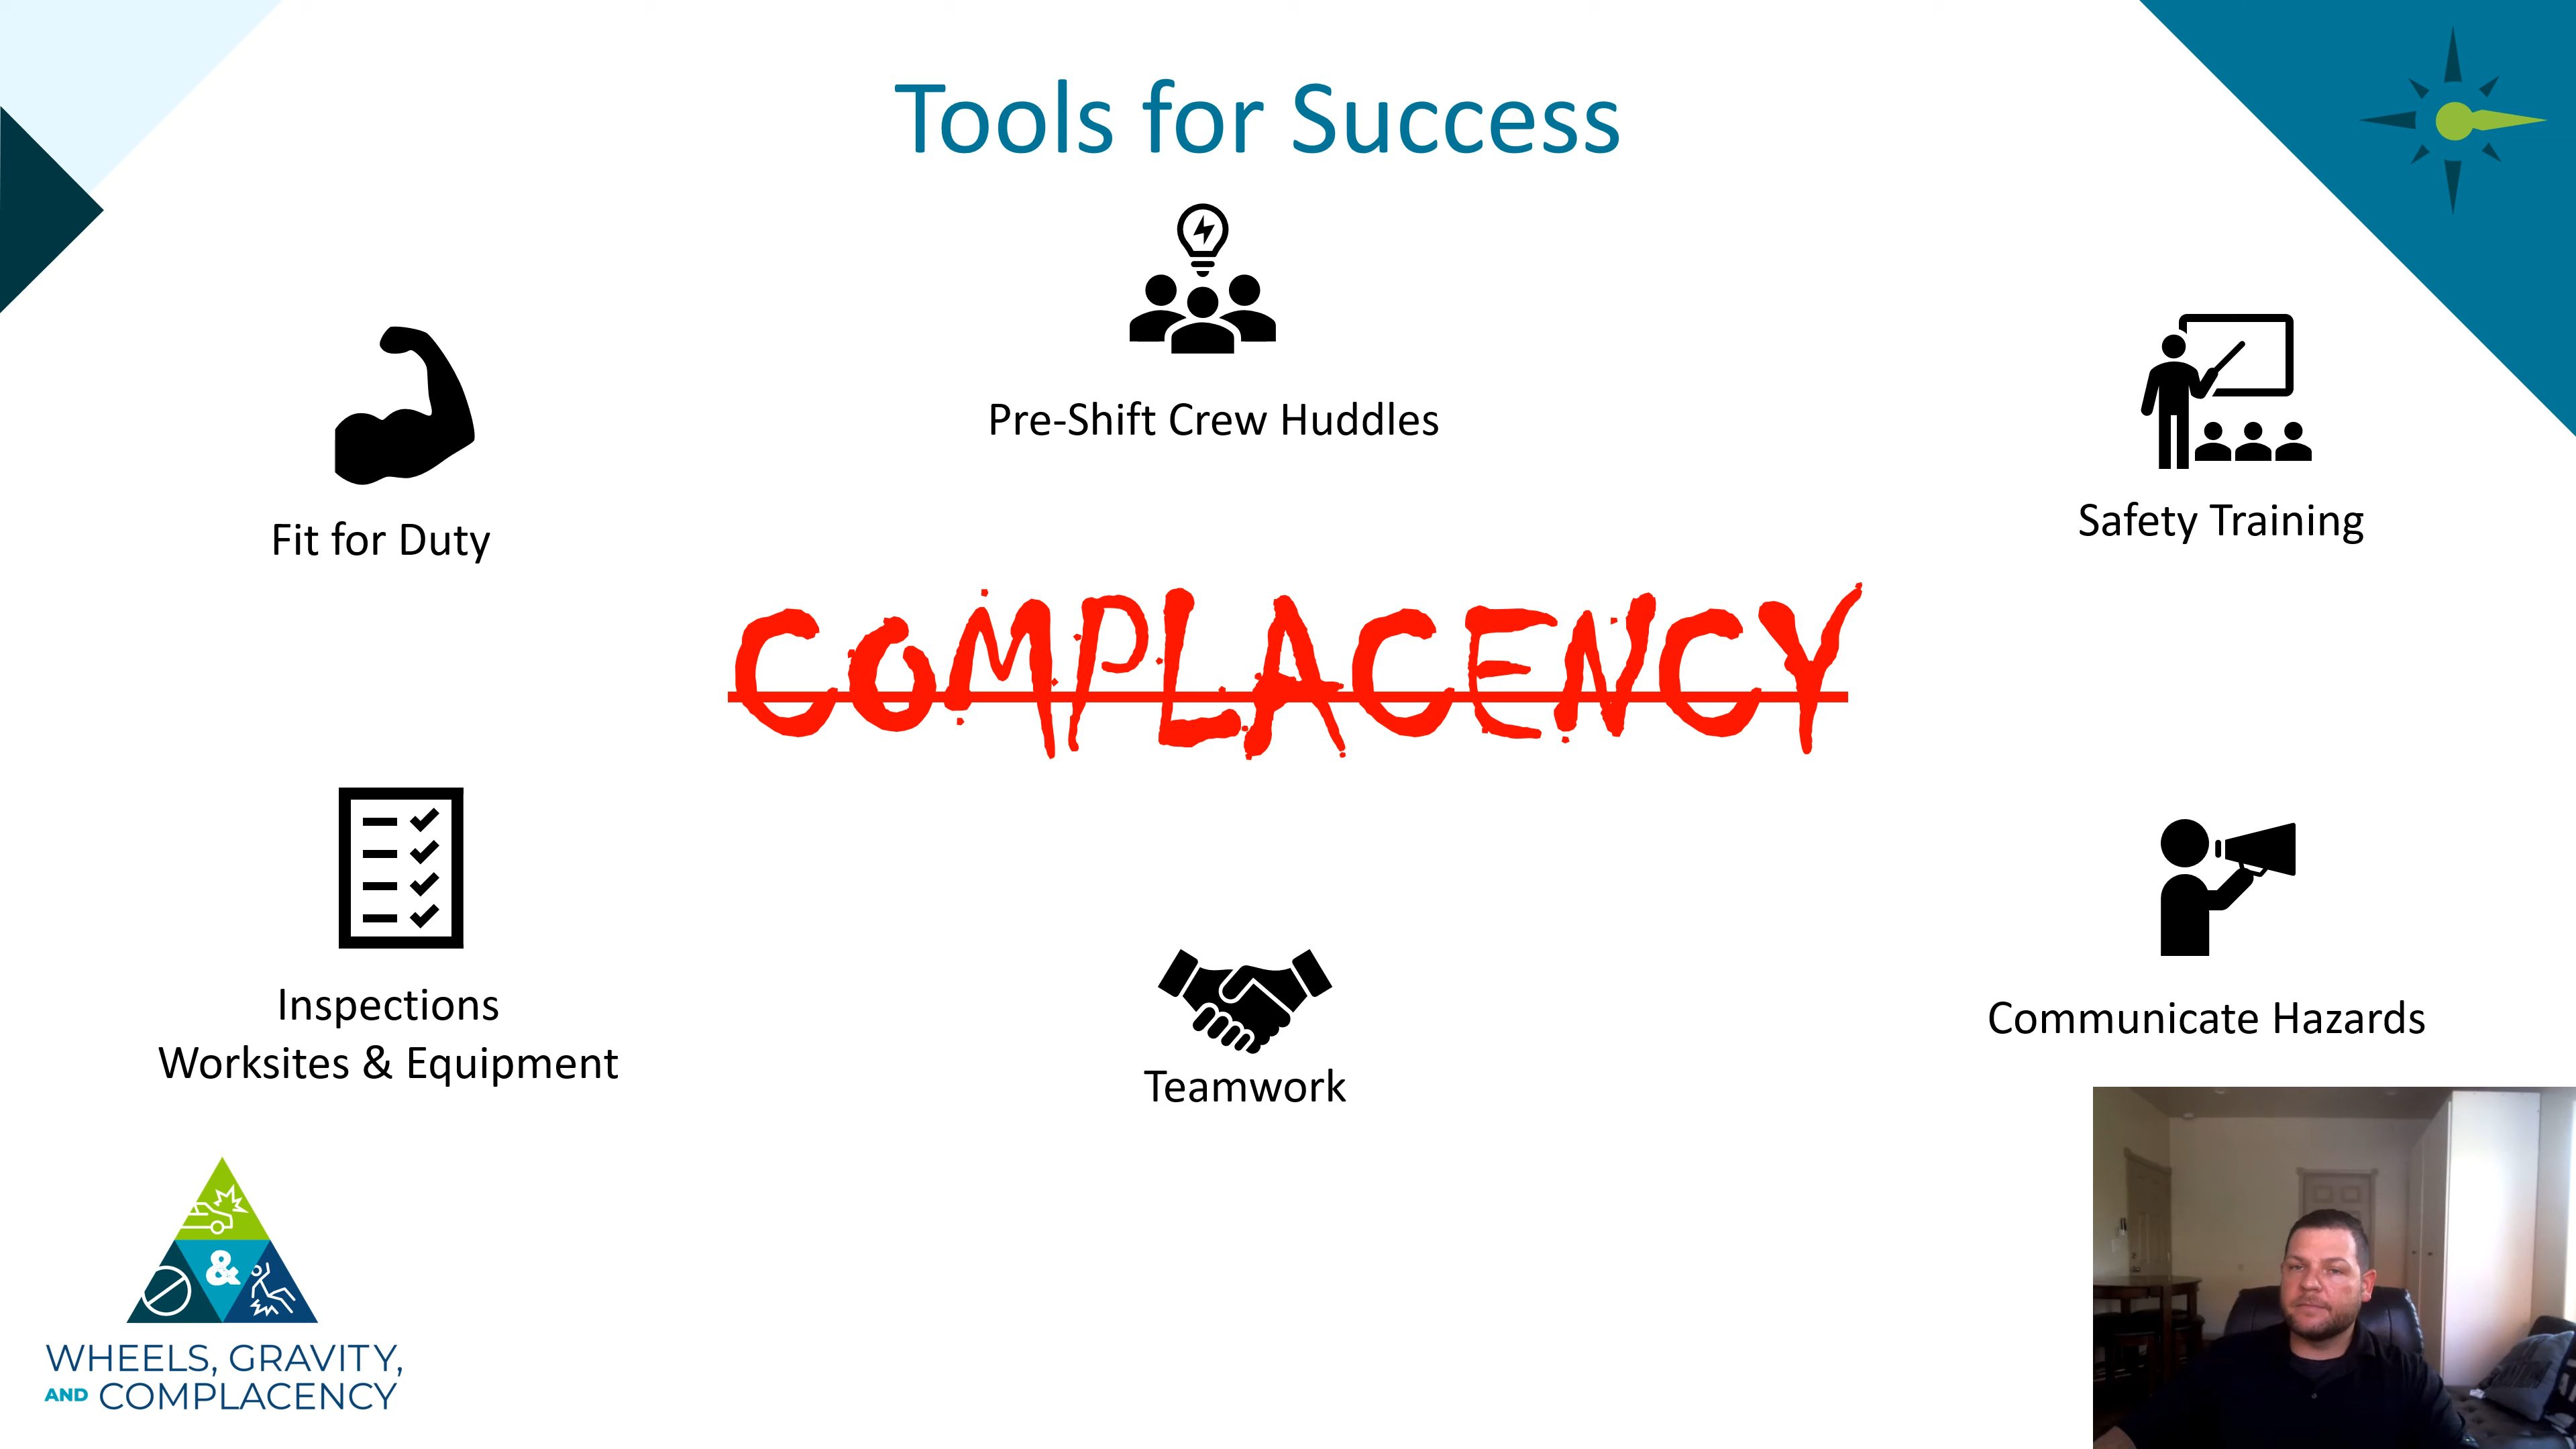 Tools for Success
Pre-Shift Crew Huddles
Fit for Duty
Safety Training
COMPLACENCY
Inspections
Worksites & Equipment
Teamwork
Communicate Hazards
&
WHEELS, GRAVITY,
AND COMPLACENCY